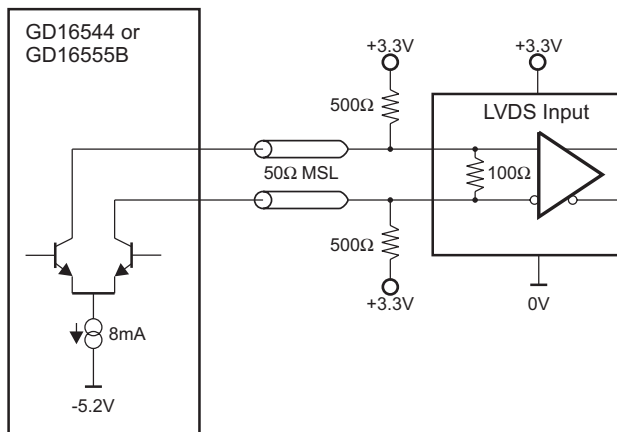 GD16544 or
GD16555B
+3.3V
+3.3V
500Ω
LVDS Input
50Ω MSL
100Ω
500Ω
+3.3V
0V
8mA
-5.2V